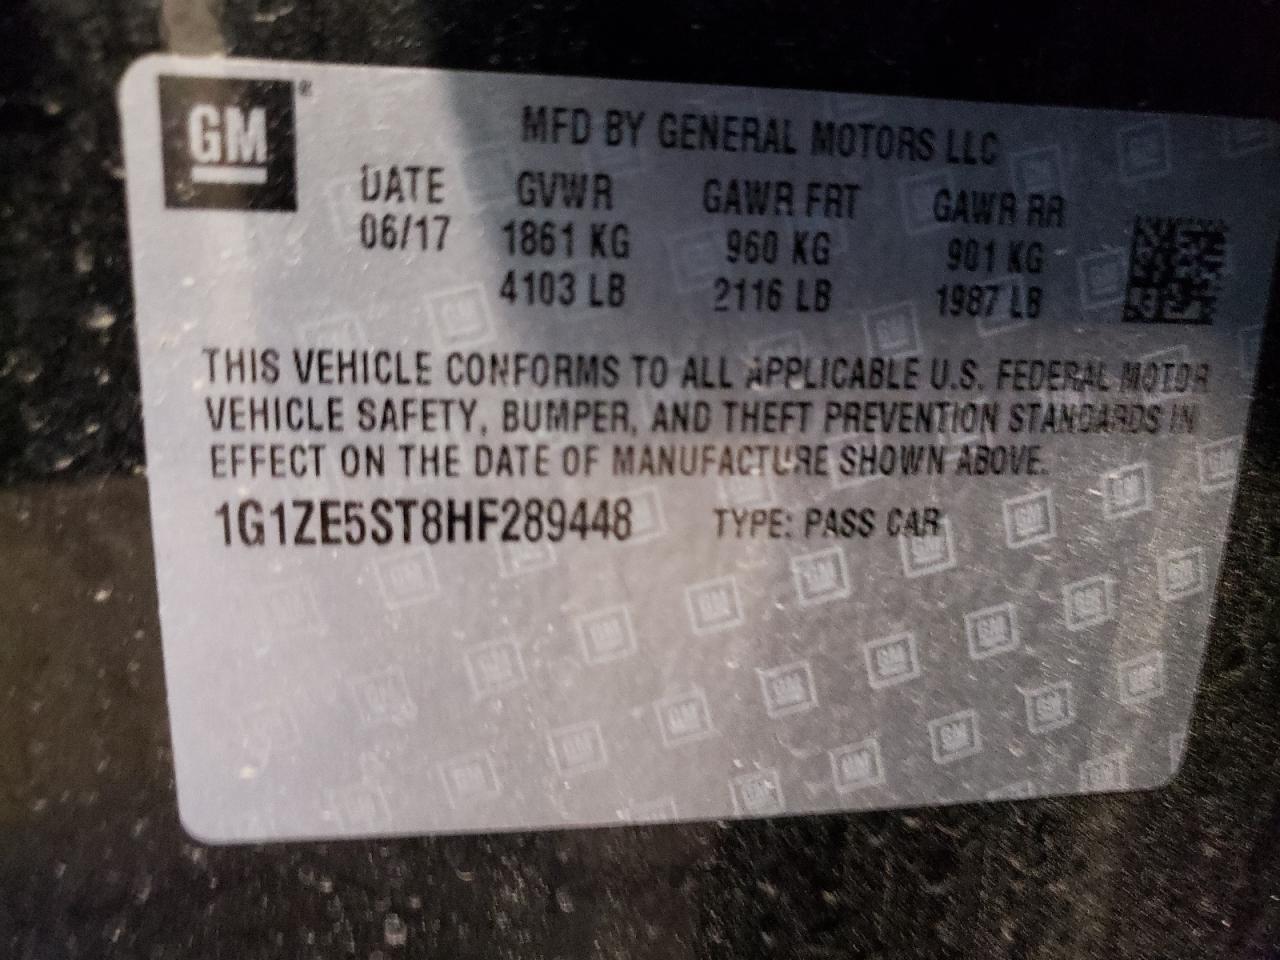 GM®
MFD BY GENERAL MOTORS LLC
DATE GVWR GAWR FRT GAWR RR
06/17 1861 KG 960 KG 901 KG
4103 LB 2116 LB 1987 LB
THIS VEHICLE CONFORMS TO ALL APPLICABLE U.S. FEDERAL MOTOR
VEHICLE SAFETY, BUMPER, AND THEFT PREVENTION STANDARDS IN
EFFECT ON THE DATE OF MANUFACTURE SHOWN ABOVE.
1G1ZE5ST8HF289448 TYPE: PASS CAR